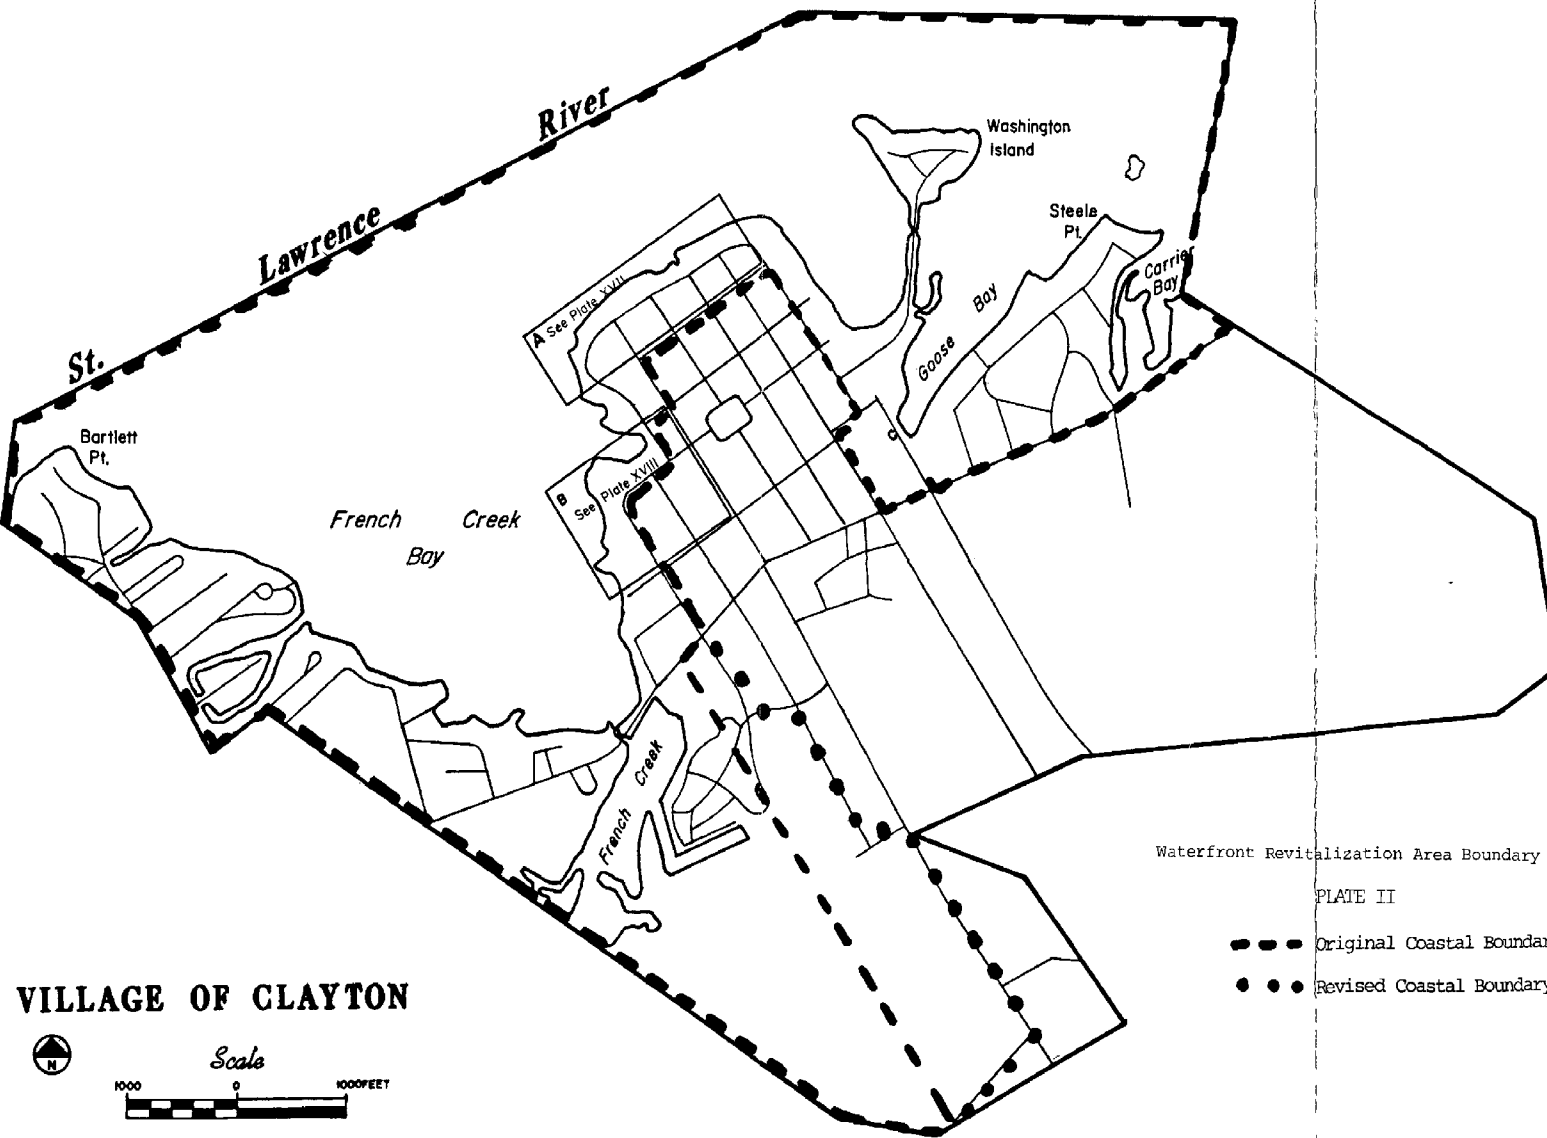 St. Lawrence River
Washington
Island
Steele
Pt.
Carrier
Bay
Goose Bay
A See Plate XVII
B See Plate XVIII
C
Bartlett
Pt.
French Creek
Bay
French Creek
Waterfront Revitalization Area Boundary
PLATE II
Original Coastal Boundar
Revised Coastal Boundary
VILLAGE OF CLAYTON
N
Scale
1000 0 1000FEET